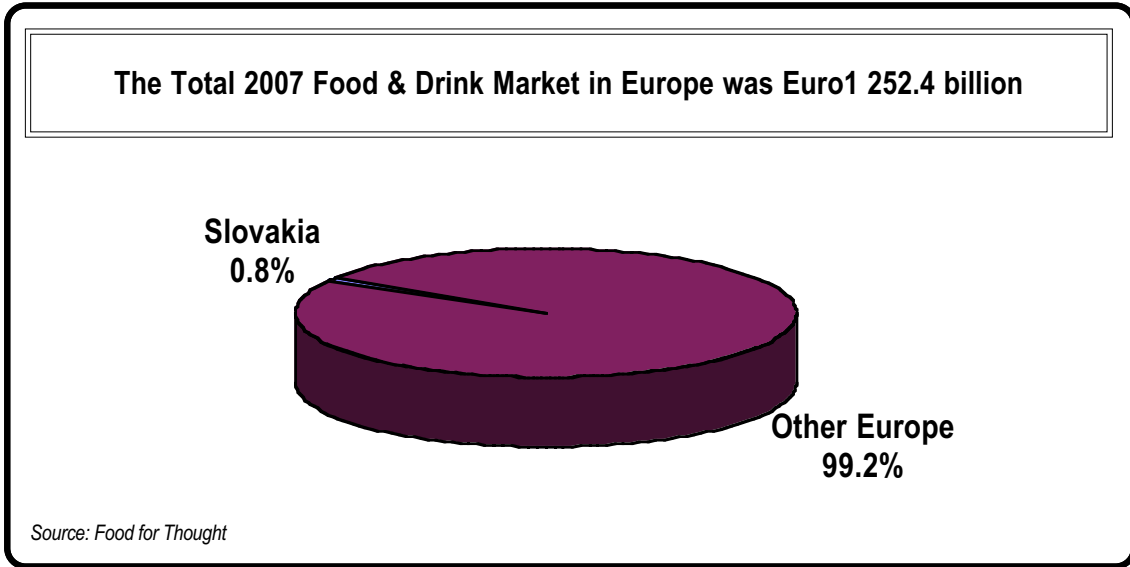 The Total 2007 Food & Drink Market in Europe was Euro1 252.4 billion
Slovakia
0.8%
Other Europe
99.2%
Source: Food for Thought